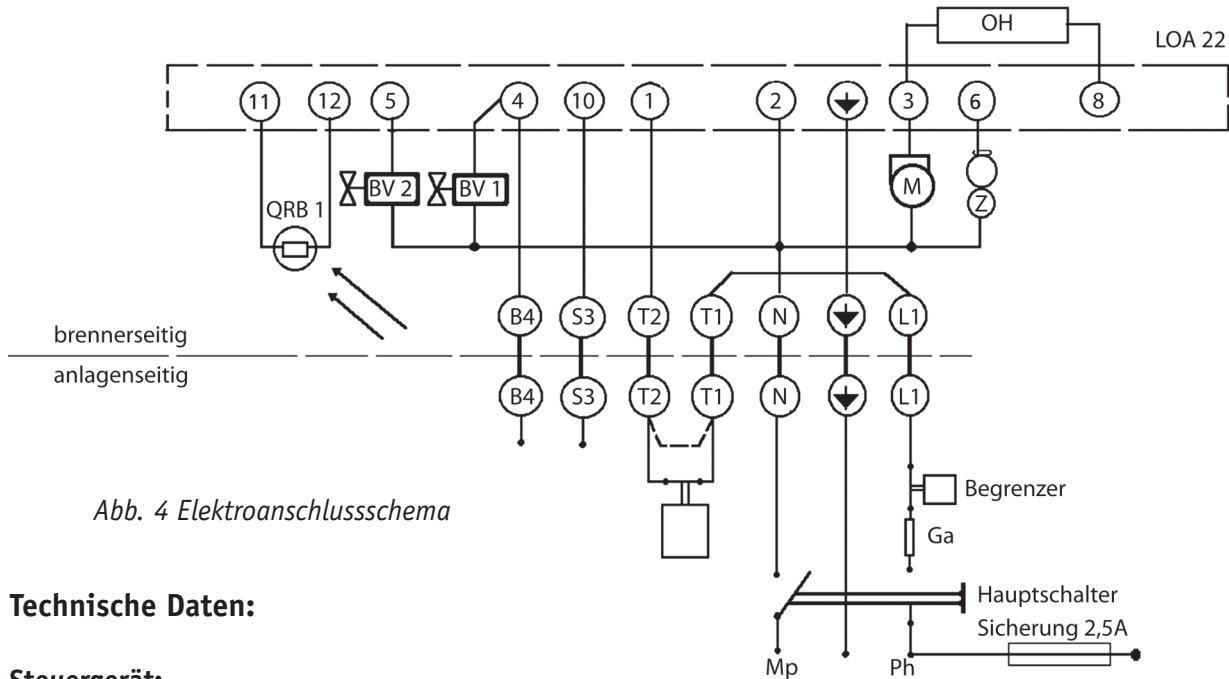 OH
LOA 22
11 12 5 4 10 1 2 3 6 8
BV 2 BV 1 M
Z
QRB 1
B4 S3 T2 T1 N L1
brennerseitig
anlagenseitig
B4 S3 T2 T1 N L1
Begrenzer
Abb. 4 Elektroanschlussschema
Ga
Technische Daten:
Hauptschalter
Sicherung 2,5A
Mp Ph
Steuergerät: